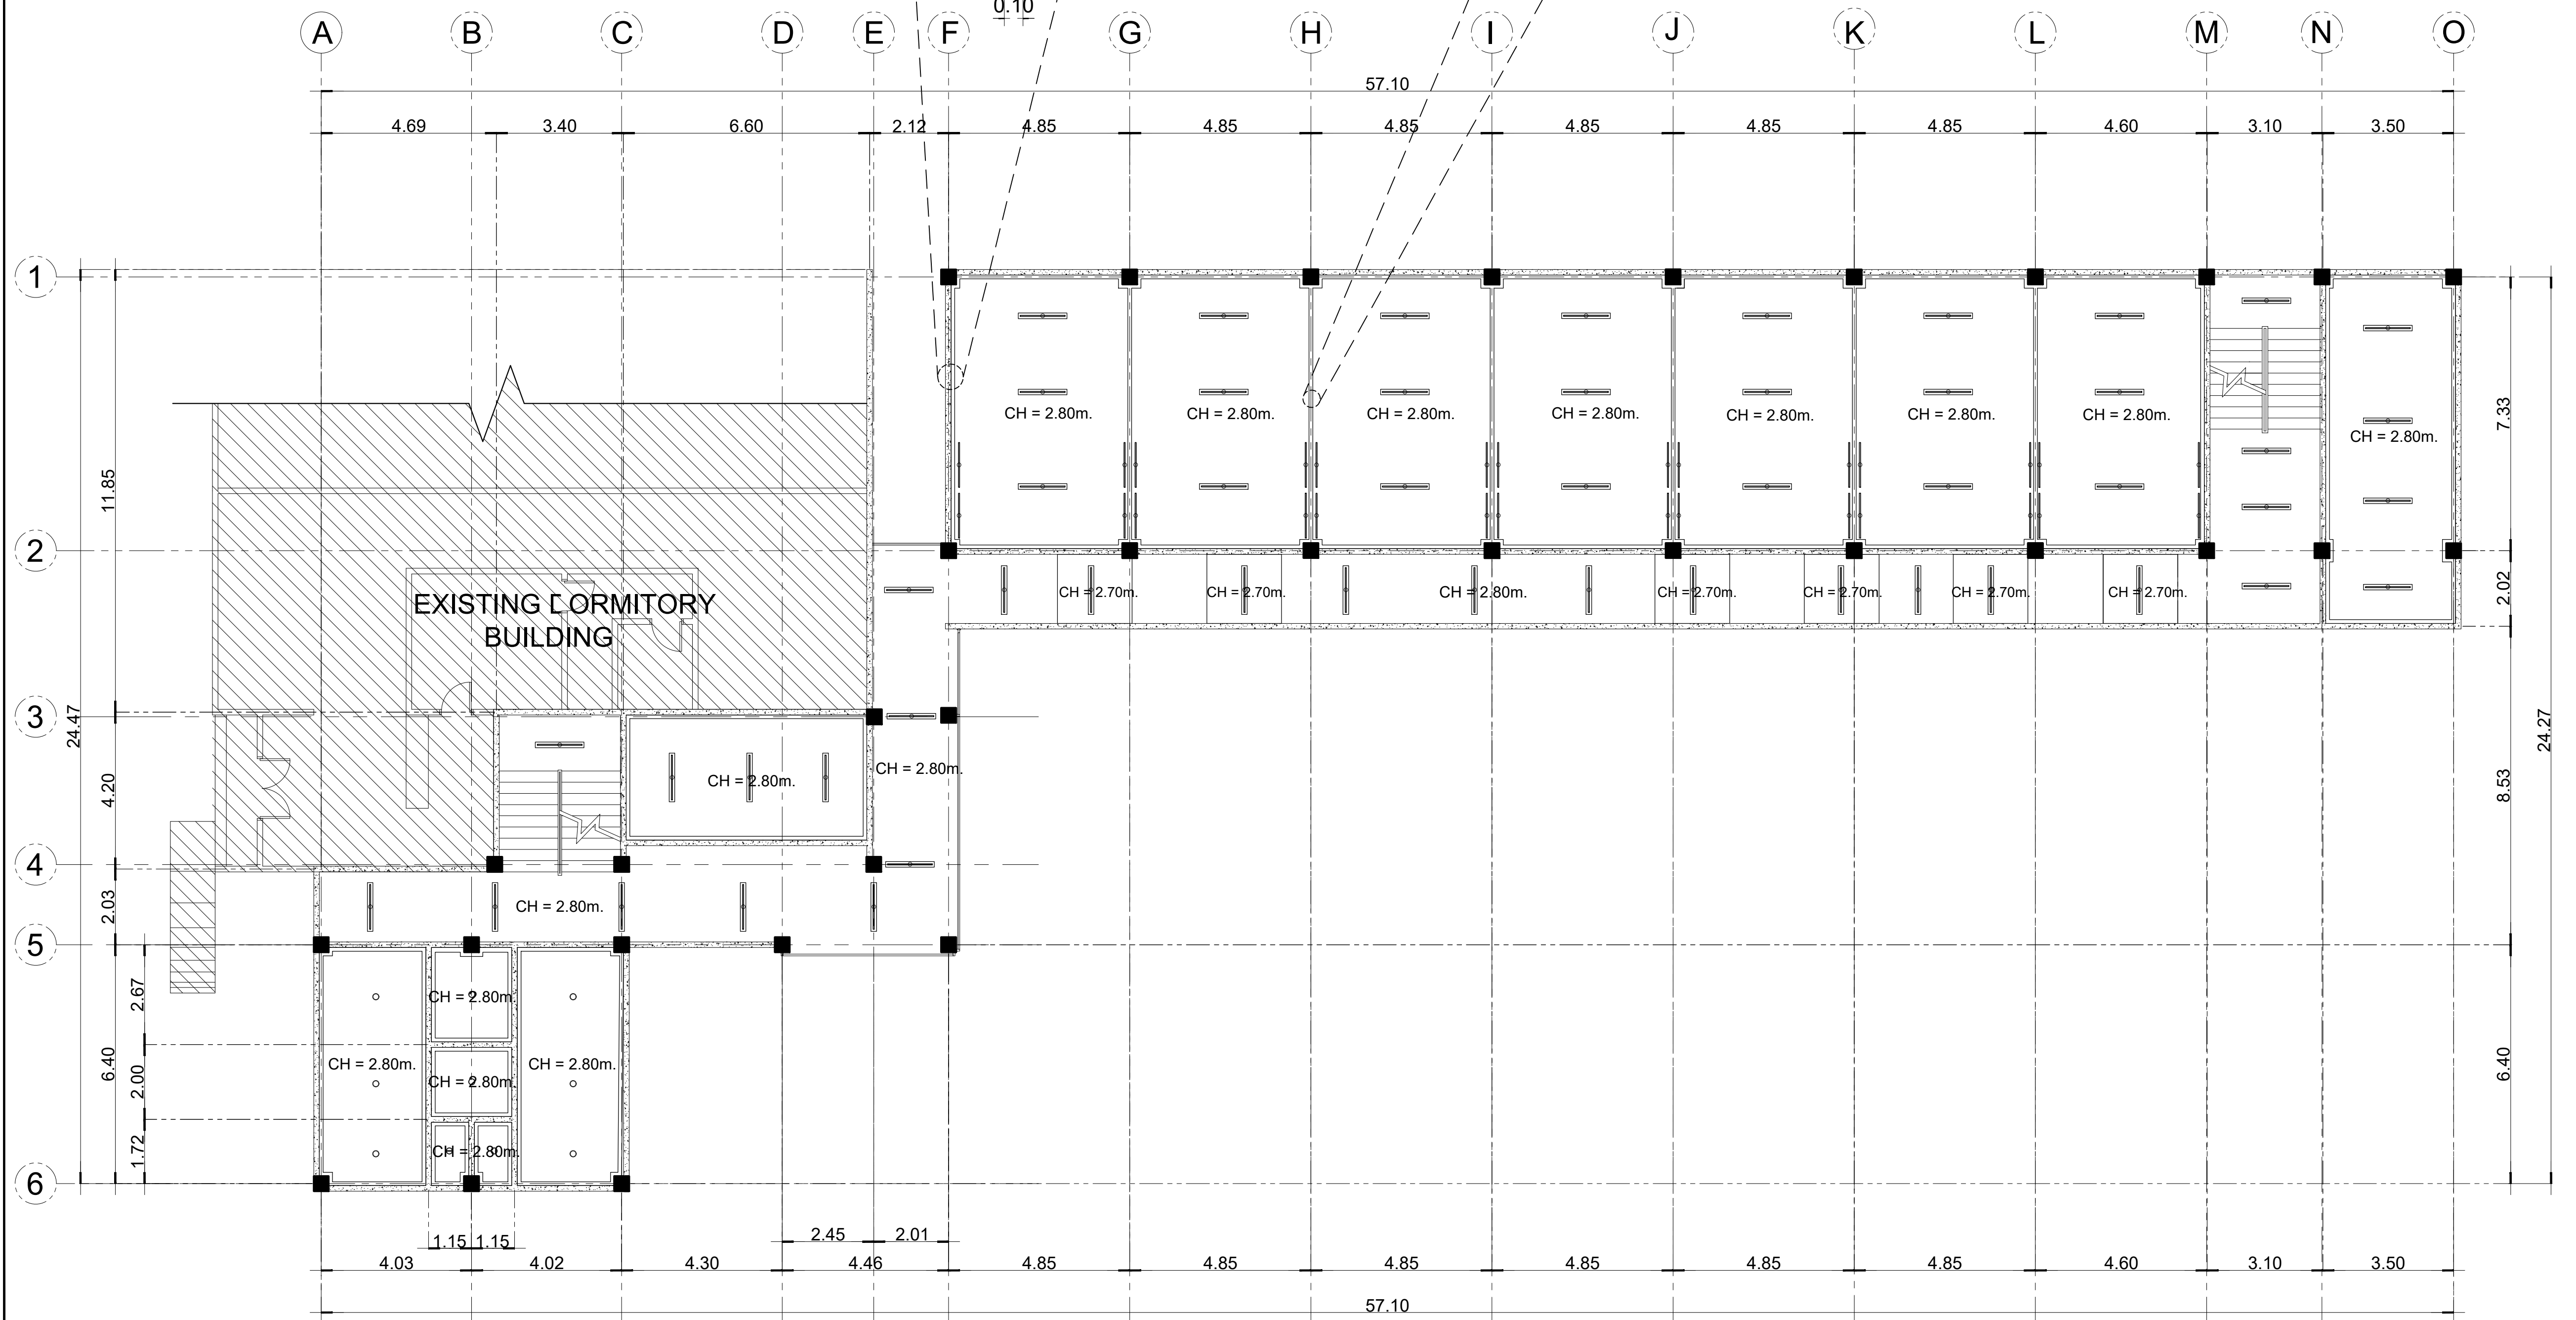 0.10
A B C D E F G H I J K L M N O
57.10
4.69 3.40 6.60 2.12 4.85 4.85 4.85 4.85 4.85 4.85 4.60 3.10 3.50
1
CH = 2.80m. CH = 2.80m. CH = 2.80m. CH = 2.80m. CH = 2.80m. CH = 2.80m. CH = 2.80m. CH = 2.80m.
7.33
11.85
2
CH = 2.70m. CH = 2.70m. CH = 2.80m. CH = 2.70m. CH = 2.70m. CH = 2.70m. CH = 2.70m.
2.02
EXISTING DORMITORY
BUILDING
3
24.47
24.27
4.20
CH = 2.80m. CH = 2.80m.
8.53
4
2.03
CH = 2.80m.
5
2.67
CH = 2.80m.
6.40
CH = 2.80m. CH = 2.80m.
6.40
2.00
CH = 2.80m.
1.72
CH = 2.80m.
6
2.45 2.01
1.15 1.15
4.03 4.02 4.30 4.46 4.85 4.85 4.85 4.85 4.85 4.85 4.60 3.10 3.50
57.10